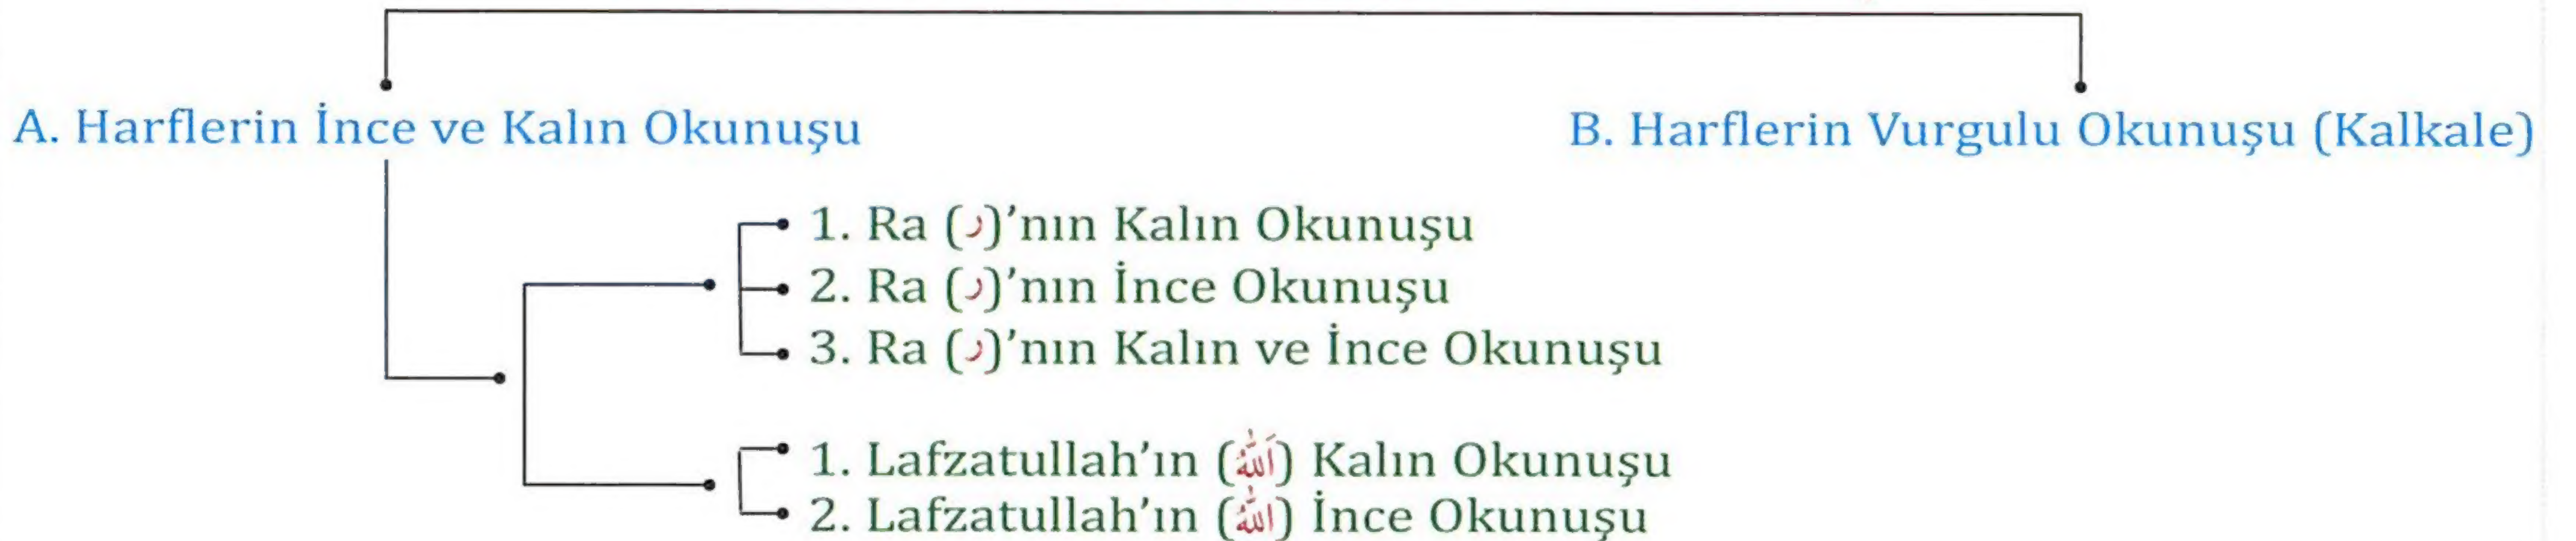 A. Harflerin İnce ve Kalın Okunuşu
B. Harflerin Vurgulu Okunuşu (Kalkale)
1. Ra (ر)’nın Kalın Okunuşu
2. Ra (ر)’nın İnce Okunuşu
3. Ra (ر)’nın Kalın ve İnce Okunuşu
1. Lafzatullah’ın (اَللّٰهُ) Kalın Okunuşu
2. Lafzatullah’ın (اللّٰهُ) İnce Okunuşu